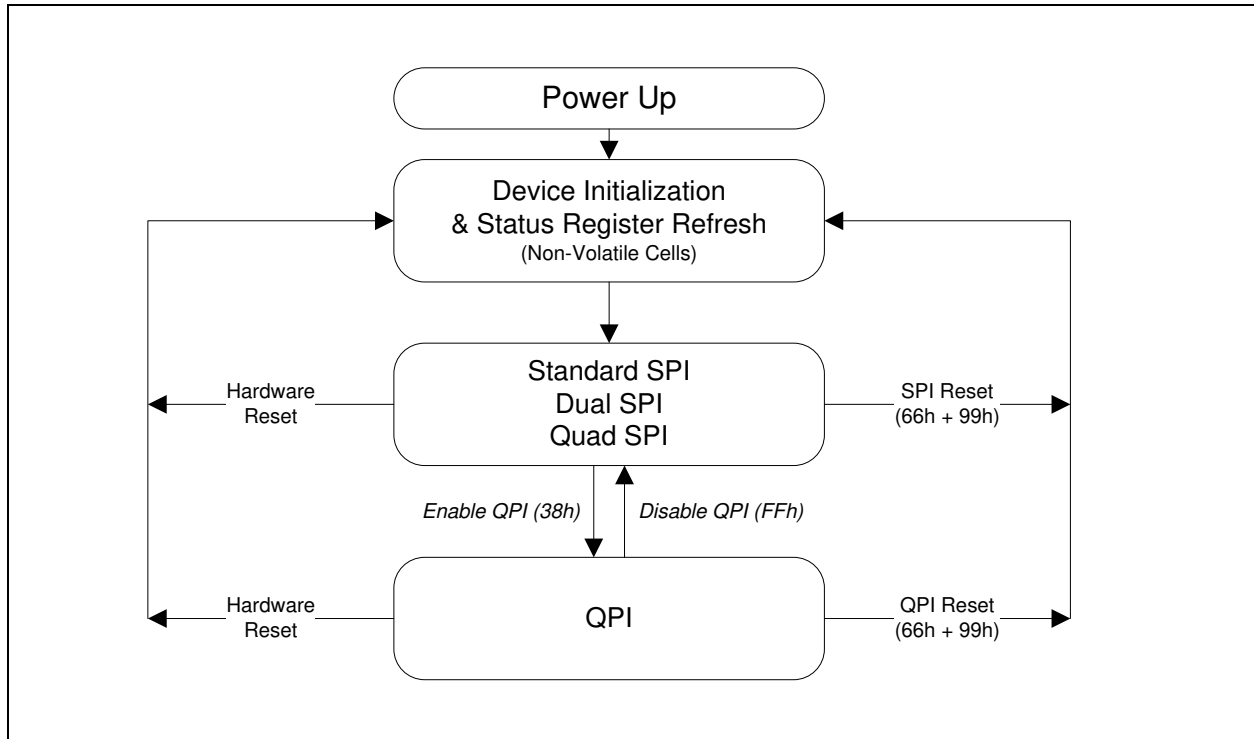 Power Up
Device Initialization
& Status Register Refresh
(Non-Volatile Cells)
Standard SPI
Dual SPI
Quad SPI
Hardware
Reset
SPI Reset
(66h + 99h)
Enable QPI (38h)
Disable QPI (FFh)
QPI
Hardware
Reset
QPI Reset
(66h + 99h)